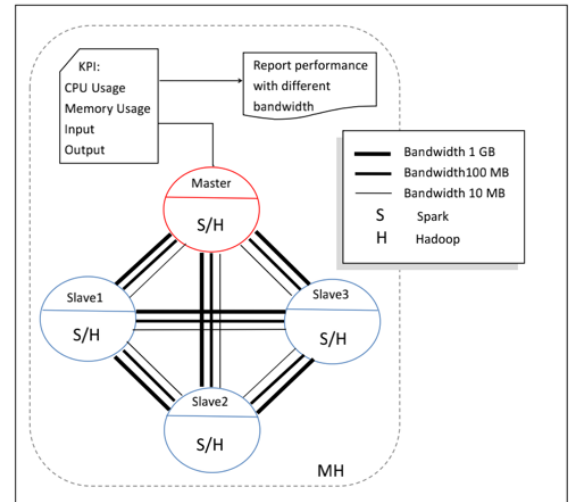 KPI:
CPU Usage
Memory Usage
Input
Output
Report performance
with different
bandwidth
Bandwidth 1 GB
Bandwidth100 MB
Bandwidth 10 MB
S Spark
H Hadoop
Master
S/H
Slave1
S/H
Slave3
S/H
Slave2
S/H
MH